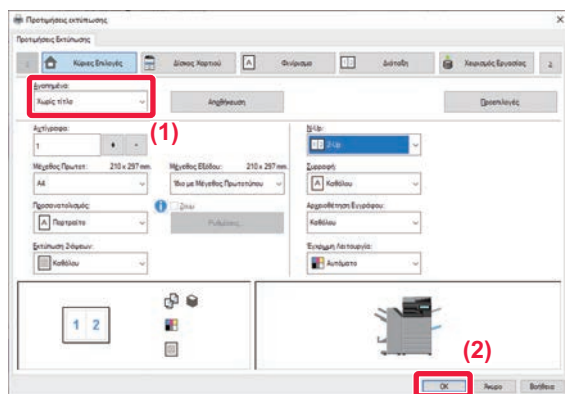 Προτιμήσεις εκτύπωσης
Προτιμήσεις Εκτύπωσης
Κύριες Επιλογές Δίσκος Χαρτιού Φινίρισμα Διάταξη Χειρισμός Εργασίας
Αγαπημένα:
Χωρίς τίτλο Αποθήκευση Προεπιλογές
(1)
Αντίγραφα: N-Up:
1 + - 2-Up
Μέγεθος Πρωτοτ: 210 x 297 mm. Μέγεθος Εξόδου: 210 x 297 mm. Συρραφή:
A4 Ίδιο με Μέγεθος Πρωτοτύπου Καθόλου
Προσανατολισμός: Ζουμ Αρχειοθέτηση Εγγράφου:
Πορτραίτο Ρυθμίσεις... Καθόλου
Εκτύπωση 2 όψεων: Έγχρωμη Λειτουργία:
Καθόλου Αυτόματο
1 2
(2)
OK Άκυρο Βοήθεια